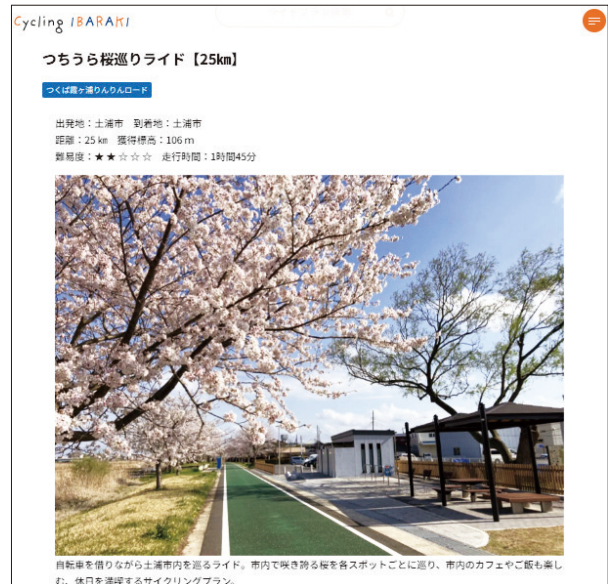 Cycling IBARAKI
つちうら桜巡りライド【25km】
つくば霞ヶ浦りんりんロード
出発地：土浦市　到着地：土浦市
距離：25 km　獲得標高：106 m
難易度：★★☆☆☆　走行時間：1時間45分
自転車を借りながら土浦市内を巡るライド。市内で咲き誇る桜を各スポットごとに巡り、市内のカフェやご飯も楽し
む、休日を満喫するサイクリングプラン。